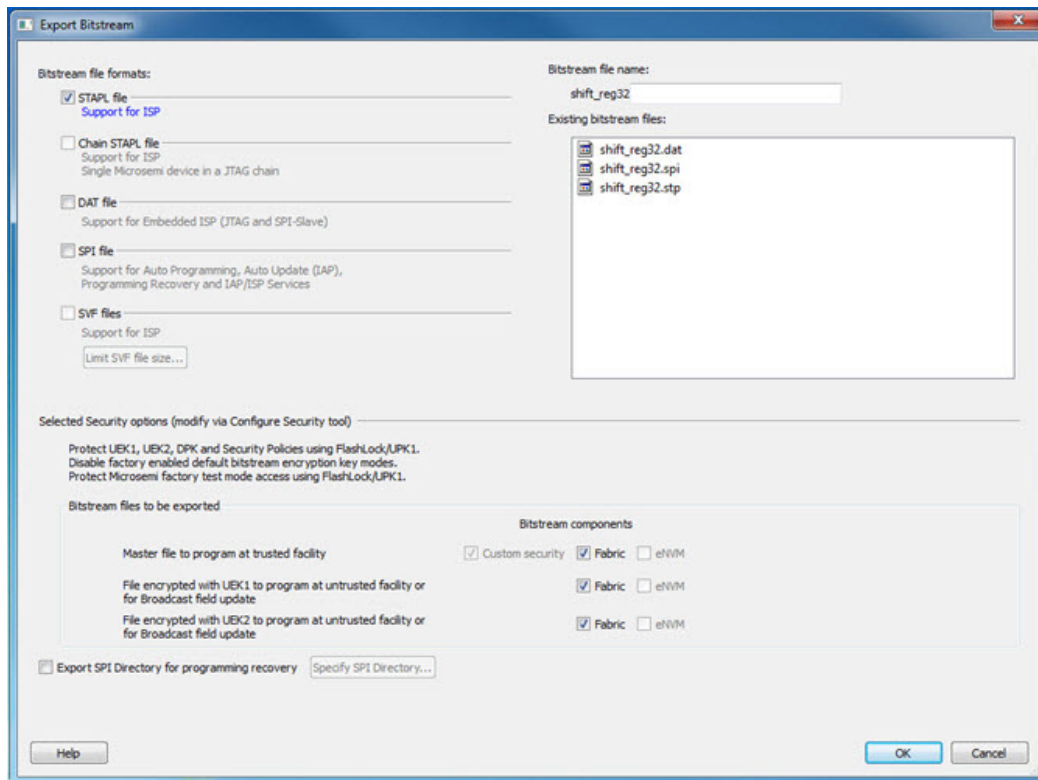 Export Bitstream
Bitstream file formats:
STAPL file
Support for ISP
Chain STAPL file
Support for ISP
Single Microsemi device in a JTAG chain
DAT file
Support for Embedded ISP (JTAG and SPI-Slave)
SPI file
Support for Auto Programming, Auto Update (IAP),
Programming Recovery and IAP/ISP Services
SVF files
Support for ISP
Limit SVF file size...
Bitstream file name:
shift_reg32
Existing bitstream files:
shift_reg32.dat
shift_reg32.spi
shift_reg32.stp
Selected Security options (modify via Configure Security tool)
Protect UEK1, UEK2, DPK and Security Policies using FlashLock/UPK1.
Disable factory enabled default bitstream encryption key modes.
Protect Microsemi factory test mode access using FlashLock/UPK1.
Bitstream files to be exported
Bitstream components
Master file to program at trusted facility Custom security Fabric eNVM
File encrypted with UEK1 to program at untrusted facility or
for Broadcast field update
Fabric eNVM
File encrypted with UEK2 to program at untrusted facility or
for Broadcast field update
Fabric eNVM
Export SPI Directory for programming recovery Specify SPI Directory...
Help OK Cancel